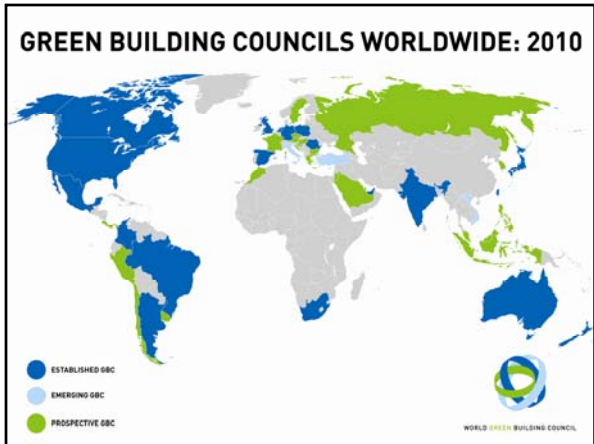 GREEN BUILDING COUNCILS WORLDWIDE: 2010
ESTABLISHED GBC
EMERGING GBC
PROSPECTIVE GBC
WORLD GREEN BUILDING COUNCIL